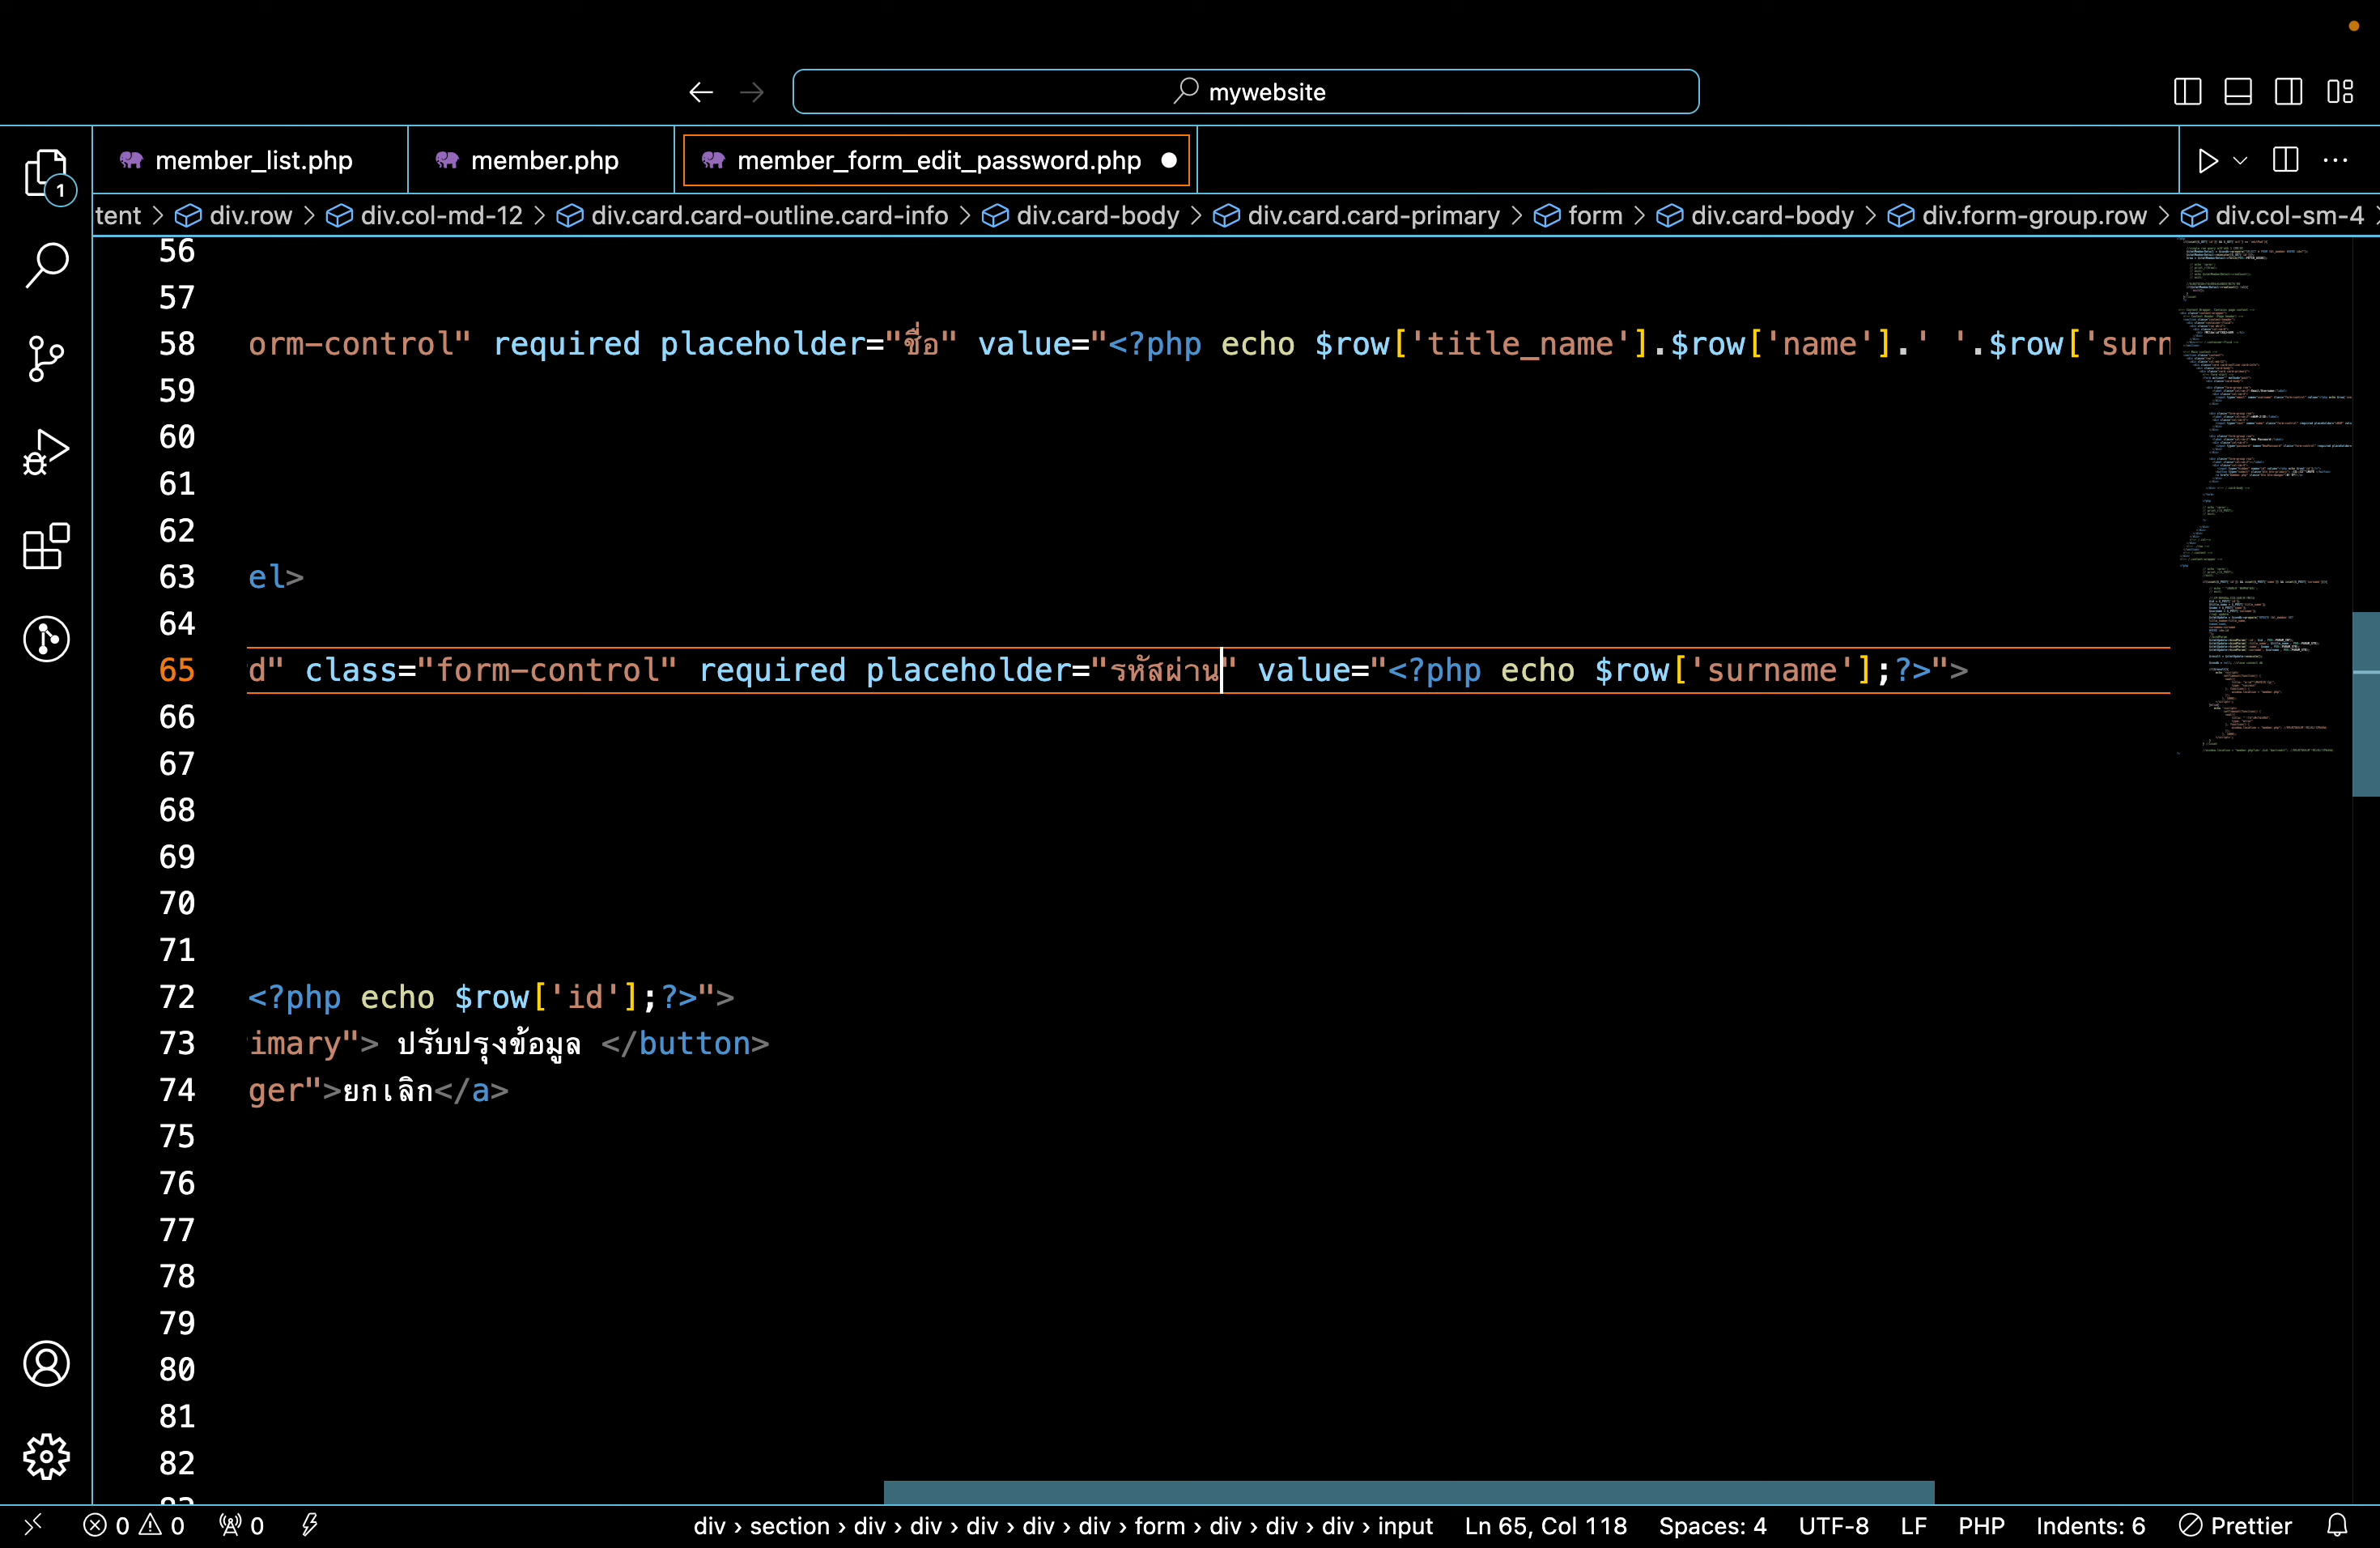 mywebsite
member_list.php
member.php
member_form_edit_password.php
1
tent > div.row > div.col-md-12 > div.card.card-outline.card-info > div.card-body > div.card.card-primary > form > div.card-body > div.form-group.row > div.col-sm-4
56
57
58 orm-control" required placeholder="ชื่อ" value="<?php echo $row['title_name'].$row['name'].' '.$row['surn
59
60
61
62
63 el>
64
65 d" class="form-control" required placeholder="รหัสผ่าน" value="<?php echo $row['surname'];?>">
66
67
68
69
70
71
72 <?php echo $row['id'];?>">
73 imary"> ปรับปรุงข้อมูล </button>
74 ger">ยกเลิก</a>
75
76
77
78
79
80
81
82
0 0 0 div › section › div › div › div › div › div › form › div › div › div › input Ln 65, Col 118 Spaces: 4 UTF-8 LF PHP Indents: 6 Prettier